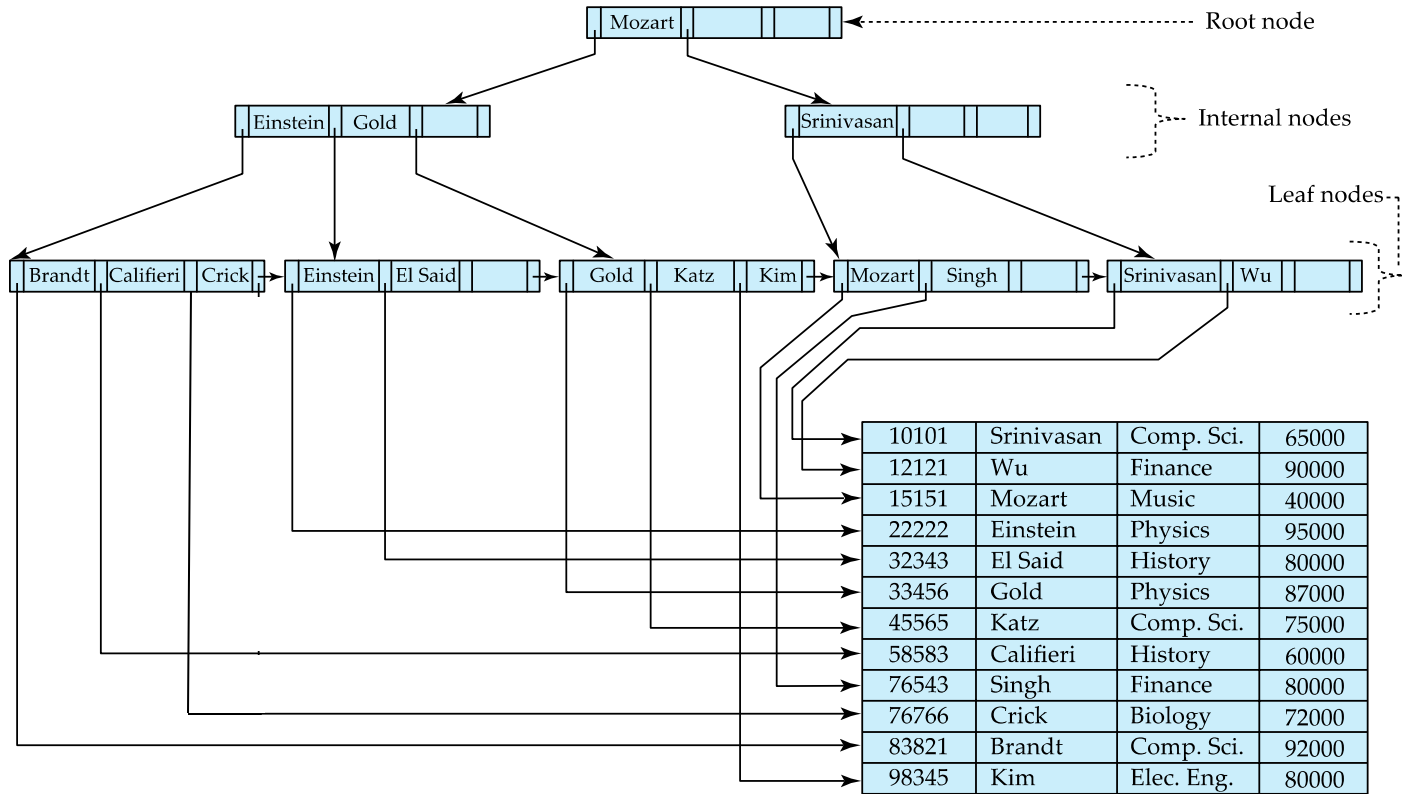 Mozart
Root node
Einstein Gold
Srinivasan
Internal nodes
Leaf nodes
Brandt Califieri Crick Einstein El Said Gold Katz Kim Mozart Singh Srinivasan Wu
10101 Srinivasan Comp. Sci. 65000
12121 Wu Finance 90000
15151 Mozart Music 40000
22222 Einstein Physics 95000
32343 El Said History 80000
33456 Gold Physics 87000
45565 Katz Comp. Sci. 75000
58583 Califieri History 60000
76543 Singh Finance 80000
76766 Crick Biology 72000
83821 Brandt Comp. Sci. 92000
98345 Kim Elec. Eng. 80000